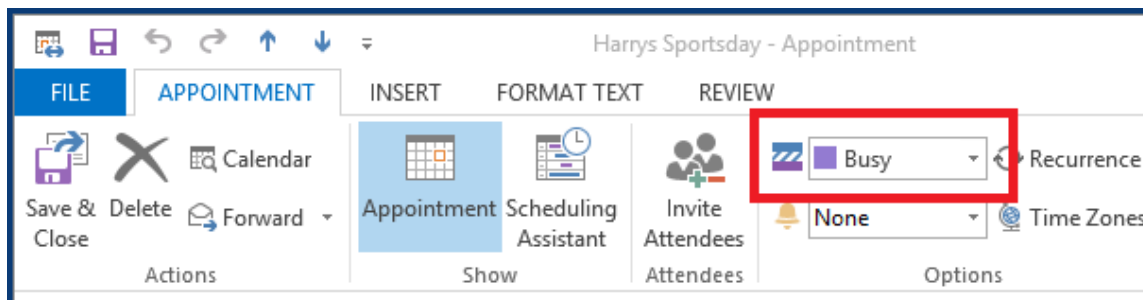 Harrys Sportsday - Appointment
FILE APPOINTMENT INSERT FORMAT TEXT REVIEW
Save & Close
Delete
Calendar
Forward
Actions
Appointment
Scheduling Assistant
Show
Invite Attendees
Attendees
Busy
Recurrence
None
Time Zones
Options